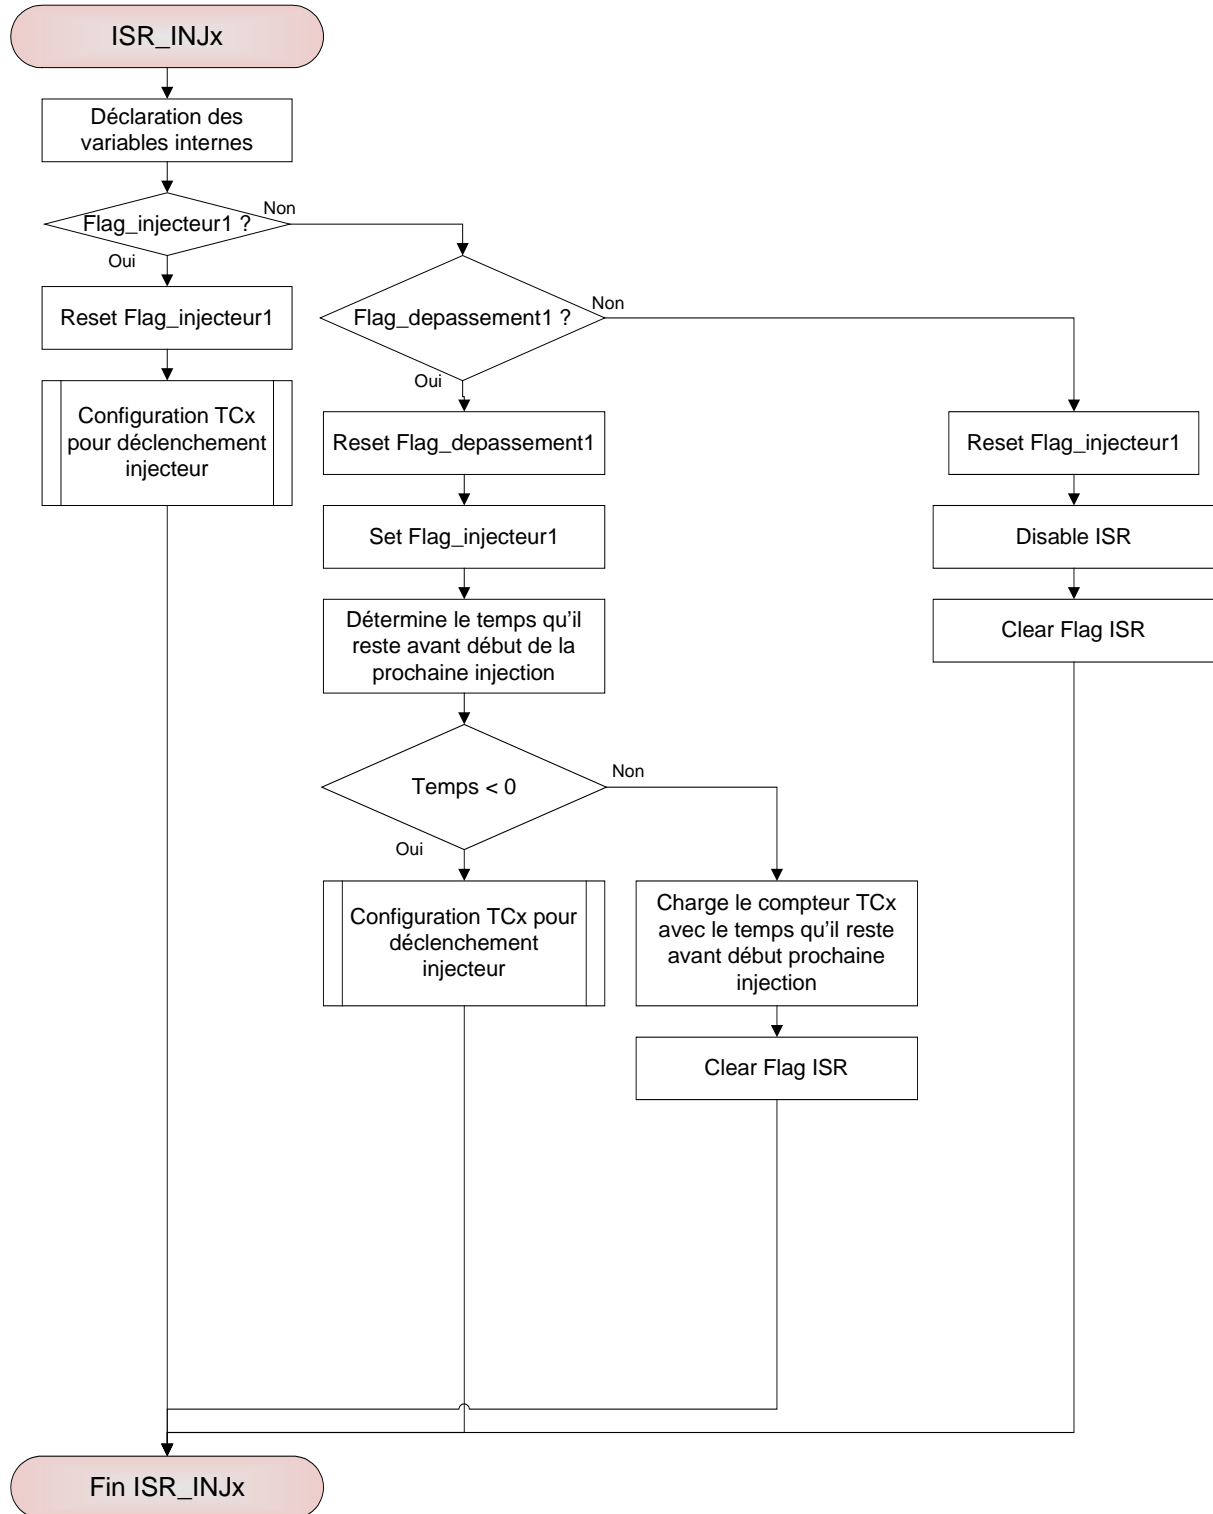 ISR_INJx
Déclaration des
variables internes
Flag_injecteur1 ?
Non
Oui
Reset Flag_injecteur1
Configuration TCx
pour déclenchement
injecteur
Flag_depassement1 ?
Non
Oui
Reset Flag_depassement1
Set Flag_injecteur1
Détermine le temps qu'il
reste avant début de la
prochaine injection
Temps < 0
Non
Oui
Configuration TCx pour
déclenchement
injecteur
Charge le compteur TCx
avec le temps qu'il reste
avant début prochaine
injection
Clear Flag ISR
Reset Flag_injecteur1
Disable ISR
Clear Flag ISR
Fin ISR_INJx